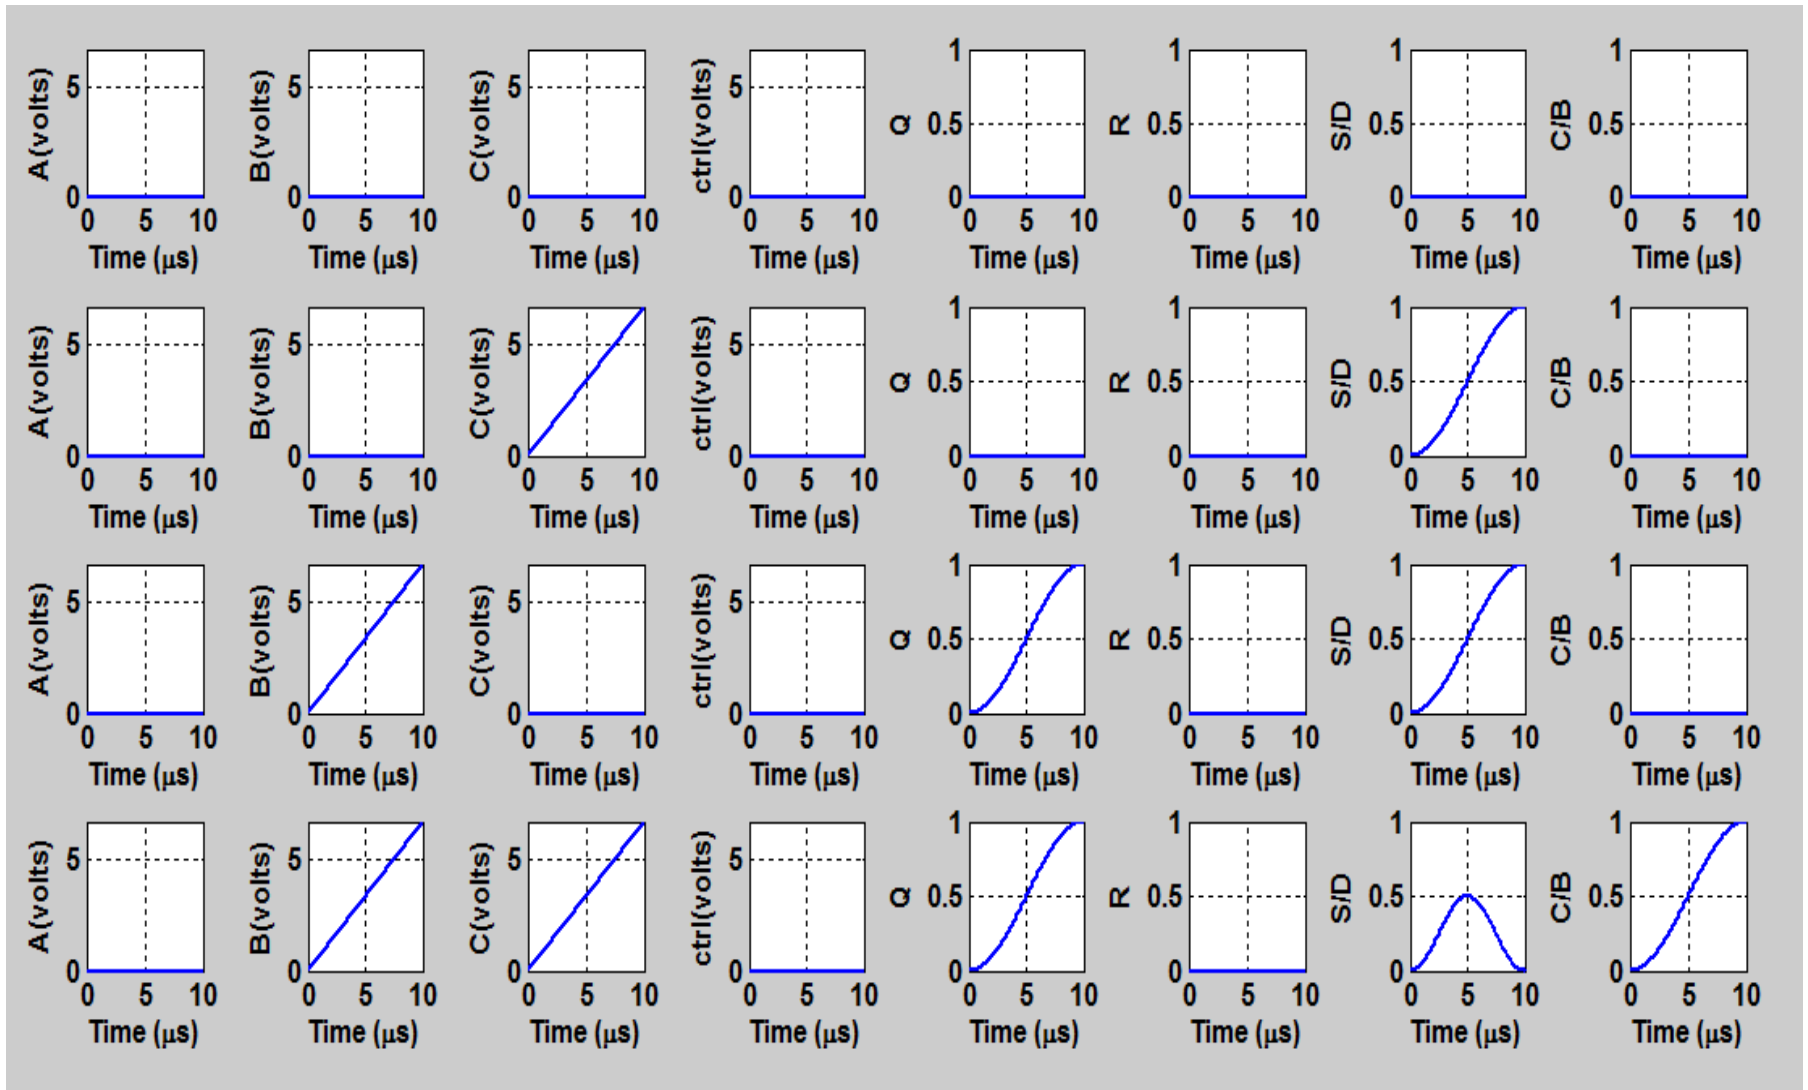 A(volts) 5 0 0 5 10 Time (μs)
B(volts) 5 0 0 5 10 Time (μs)
C(volts) 5 0 0 5 10 Time (μs)
ctrl(volts) 5 0 0 5 10 Time (μs)
Q 1 0.5 0 0 5 10 Time (μs)
R 1 0.5 0 0 5 10 Time (μs)
S/D 1 0.5 0 0 5 10 Time (μs)
C/B 1 0.5 0 0 5 10 Time (μs)
A(volts) 5 0 0 5 10 Time (μs)
B(volts) 5 0 0 5 10 Time (μs)
C(volts) 5 0 0 5 10 Time (μs)
ctrl(volts) 5 0 0 5 10 Time (μs)
Q 1 0.5 0 0 5 10 Time (μs)
R 1 0.5 0 0 5 10 Time (μs)
S/D 1 0.5 0 0 5 10 Time (μs)
C/B 1 0.5 0 0 5 10 Time (μs)
A(volts) 5 0 0 5 10 Time (μs)
B(volts) 5 0 0 5 10 Time (μs)
C(volts) 5 0 0 5 10 Time (μs)
ctrl(volts) 5 0 0 5 10 Time (μs)
Q 1 0.5 0 0 5 10 Time (μs)
R 1 0.5 0 0 5 10 Time (μs)
S/D 1 0.5 0 0 5 10 Time (μs)
C/B 1 0.5 0 0 5 10 Time (μs)
A(volts) 5 0 0 5 10 Time (μs)
B(volts) 5 0 0 5 10 Time (μs)
C(volts) 5 0 0 5 10 Time (μs)
ctrl(volts) 5 0 0 5 10 Time (μs)
Q 1 0.5 0 0 5 10 Time (μs)
R 1 0.5 0 0 5 10 Time (μs)
S/D 1 0.5 0 0 5 10 Time (μs)
C/B 1 0.5 0 0 5 10 Time (μs)